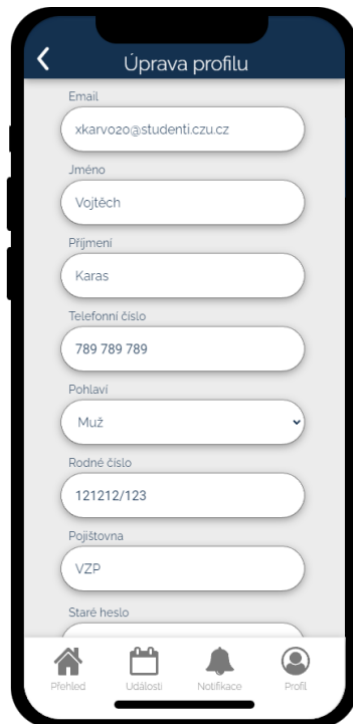 Úprava profilu
Email
xkarvo20@studenti.czu.cz
Jméno
Vojtěch
Příjmení
Karas
Telefonní číslo
789 789 789
Pohlaví
Muž
Rodné číslo
121212/123
Pojištovna
VZP
Staré heslo
Přehled Události Notifikace Profil